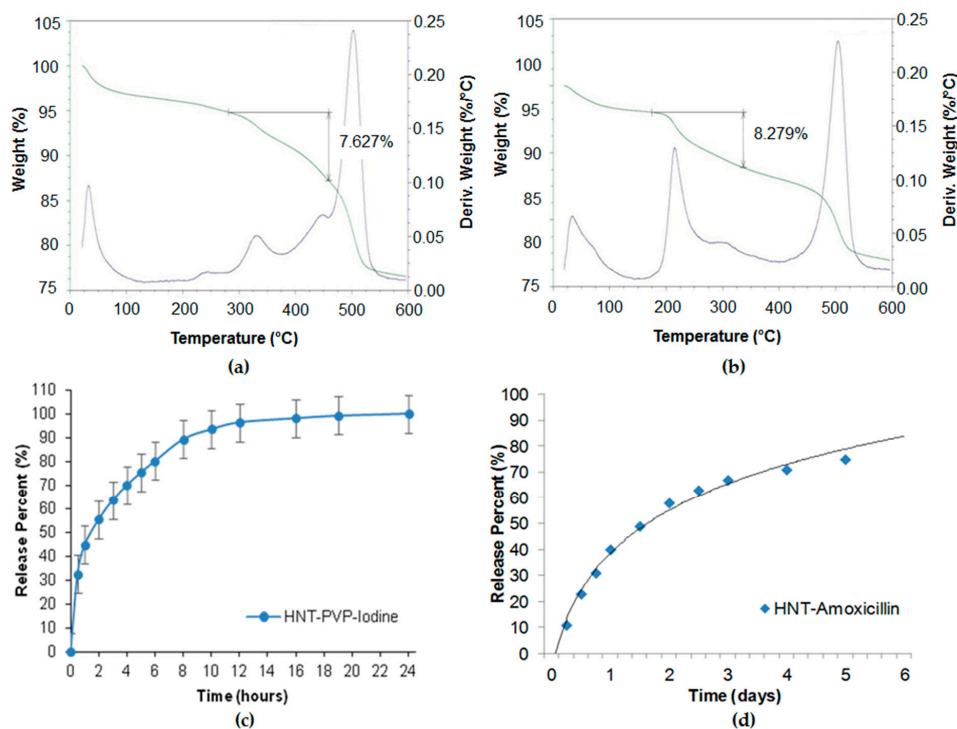 105
100
95
90
85
80
75
Weight (%)
0.25
0.20
0.15
0.10
0.05
0.00
Deriv. Weight (%/°C)
7.627%
0 100 200 300 400 500 600
Temperature (°C)
(a)
105
100
95
90
85
80
75
Weight (%)
0.25
0.20
0.15
0.10
0.05
0.00
Deriv. Weight (%/°C)
8.279%
0 100 200 300 400 500 600
Temperature (°C)
(b)
110
100
90
80
70
60
50
40
30
20
10
0
Release Percent (%)
HNT-PVP-Iodine
0 2 4 6 8 10 12 14 16 18 20 22 24
Time (hours)
(c)
100
90
80
70
60
50
40
30
20
10
0
Release Percent (%)
HNT-Amoxicillin
0 1 2 3 4 5 6
Time (days)
(d)